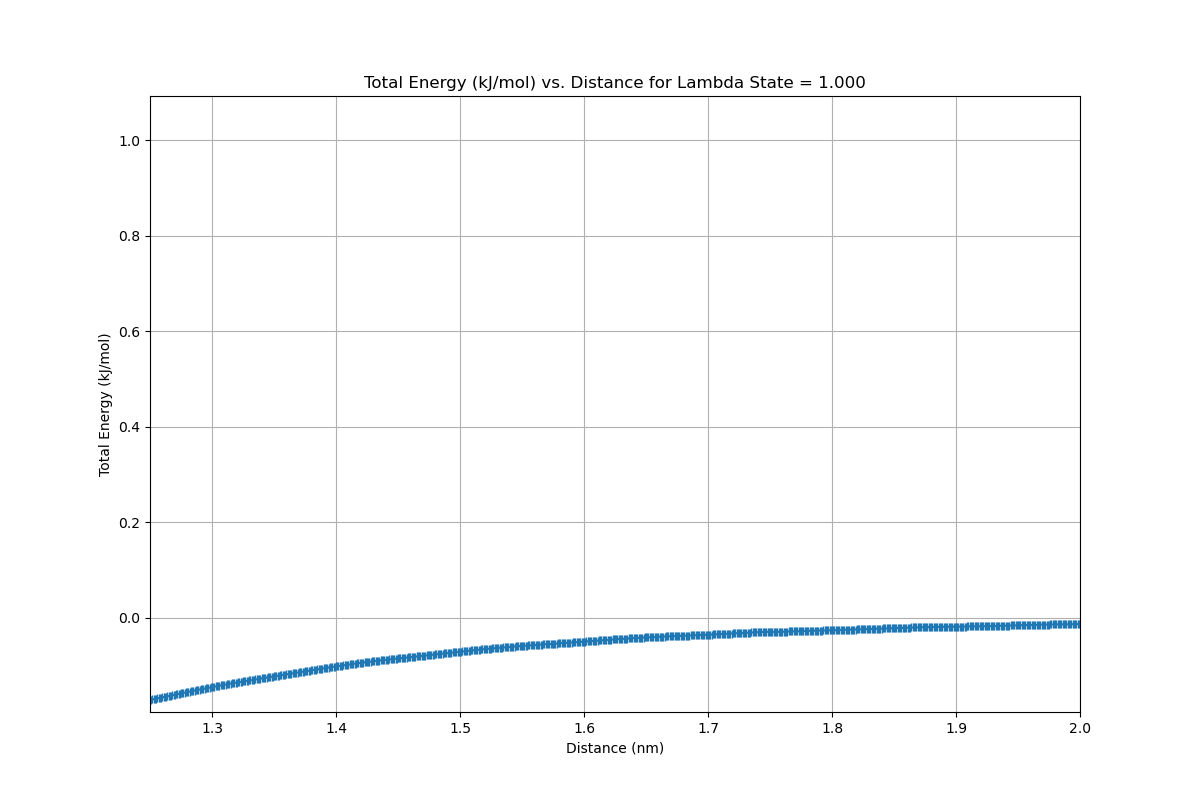 Total Energy (kJ/mol) vs. Distance for Lambda State = 1.000
1.0
0.8
0.6
0.4
0.2
0.0
Total Energy (kJ/mol)
1.3 1.4 1.5 1.6 1.7 1.8 1.9 2.0
Distance (nm)